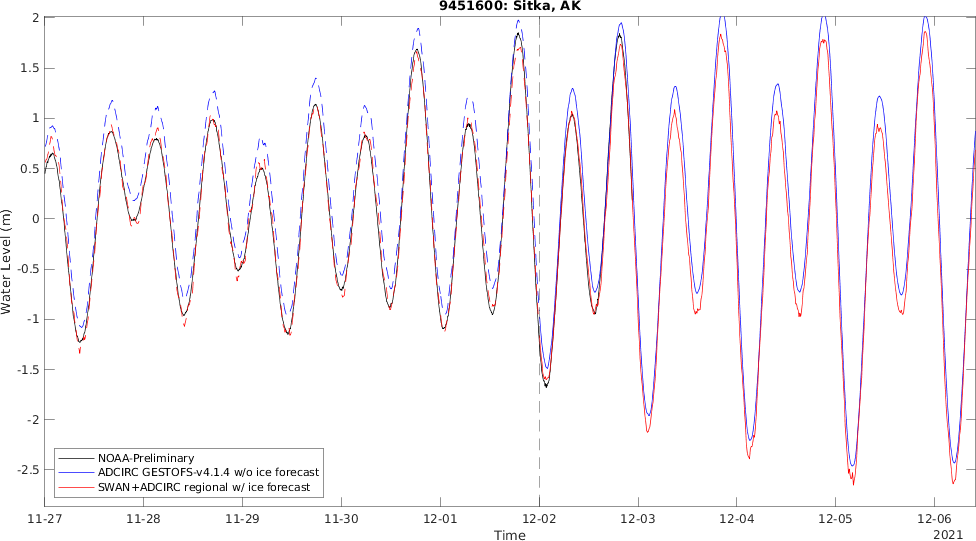 9451600: Sitka, AK
2
1.5
1
0.5
0
-0.5
-1
-1.5
-2
-2.5
Water Level (m)
NOAA-Preliminary
ADCIRC GESTOFS-v4.1.4 w/o ice forecast
SWAN+ADCIRC regional w/ ice forecast
11-27 11-28 11-29 11-30 12-01 12-02 12-03 12-04 12-05 12-06
Time 2021